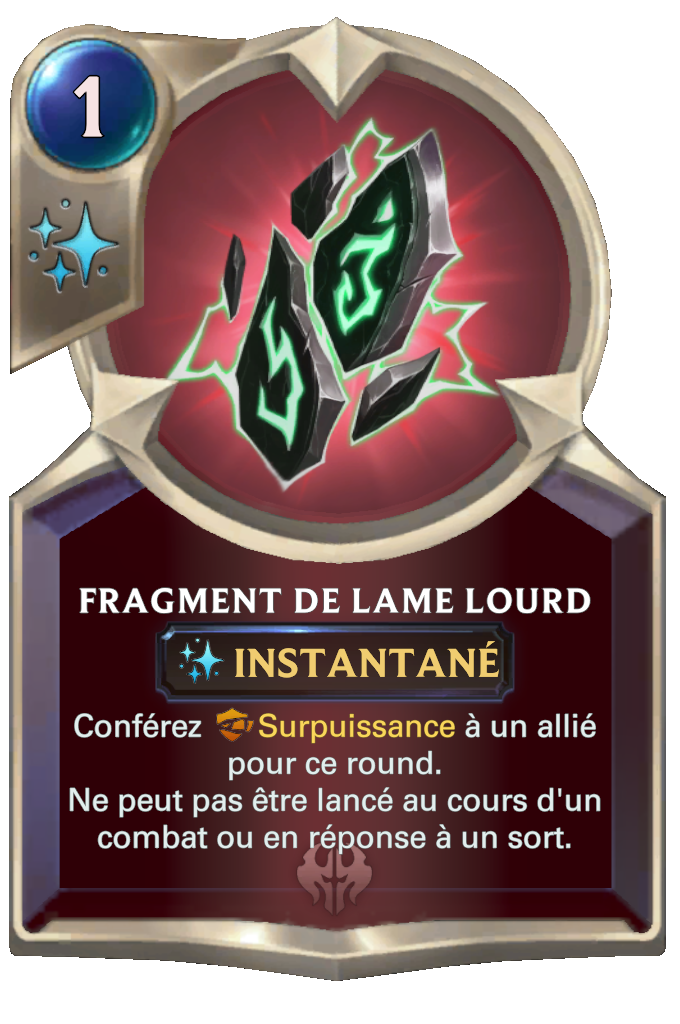 1
FRAGMENT DE LAME LOURD
INSTANTANÉ
Conférez Surpuissance à un allié
pour ce round.
Ne peut pas être lancé au cours d'un
combat ou en réponse à un sort.